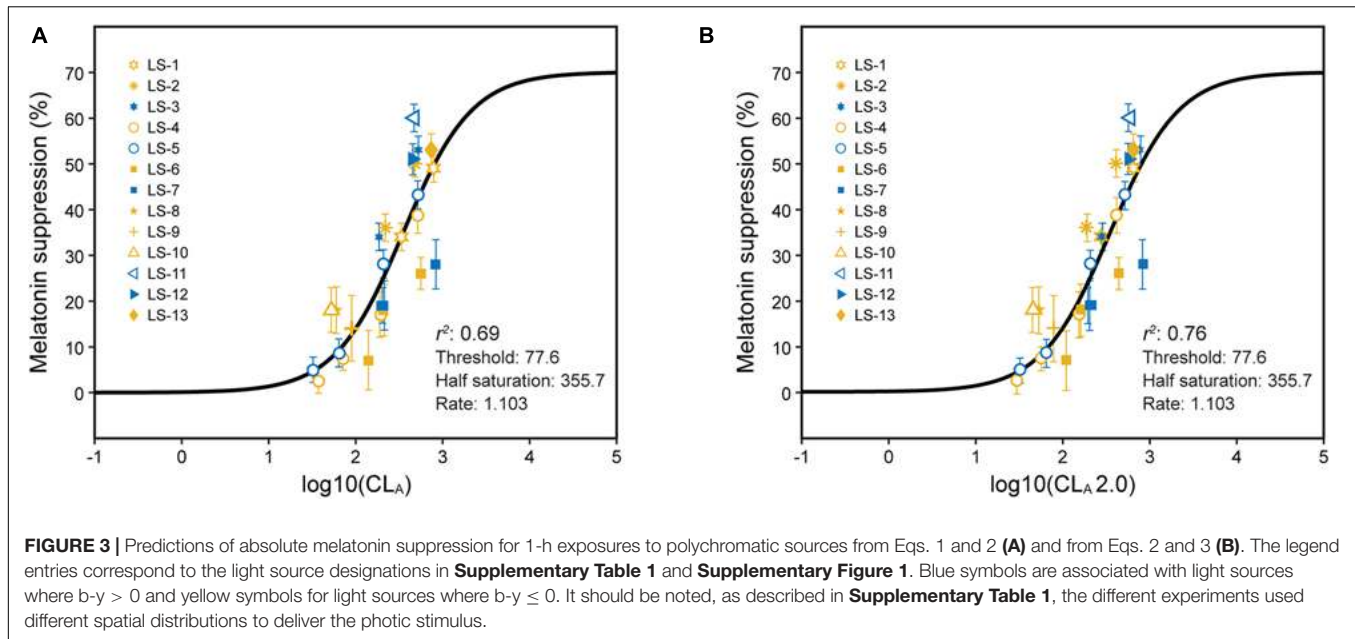 A
Melatonin suppression (%)
70
60
50
40
30
20
10
0
LS-1
LS-2
LS-3
LS-4
LS-5
LS-6
LS-7
LS-8
LS-9
LS-10
LS-11
LS-12
LS-13
r²: 0.69
Threshold: 77.6
Half saturation: 355.7
Rate: 1.103
-1 0 1 2 3 4 5
log10(CLA)
B
Melatonin suppression (%)
70
60
50
40
30
20
10
0
LS-1
LS-2
LS-3
LS-4
LS-5
LS-6
LS-7
LS-8
LS-9
LS-10
LS-11
LS-12
LS-13
r²: 0.76
Threshold: 77.6
Half saturation: 355.7
Rate: 1.103
-1 0 1 2 3 4 5
log10(CLA 2.0)
FIGURE 3 | Predictions of absolute melatonin suppression for 1-h exposures to polychromatic sources from Eqs. 1 and 2 (A) and from Eqs. 2 and 3 (B). The legend
entries correspond to the light source designations in Supplementary Table 1 and Supplementary Figure 1. Blue symbols are associated with light sources
where b-y > 0 and yellow symbols for light sources where b-y ≤ 0. It should be noted, as described in Supplementary Table 1, the different experiments used
different spatial distributions to deliver the photic stimulus.